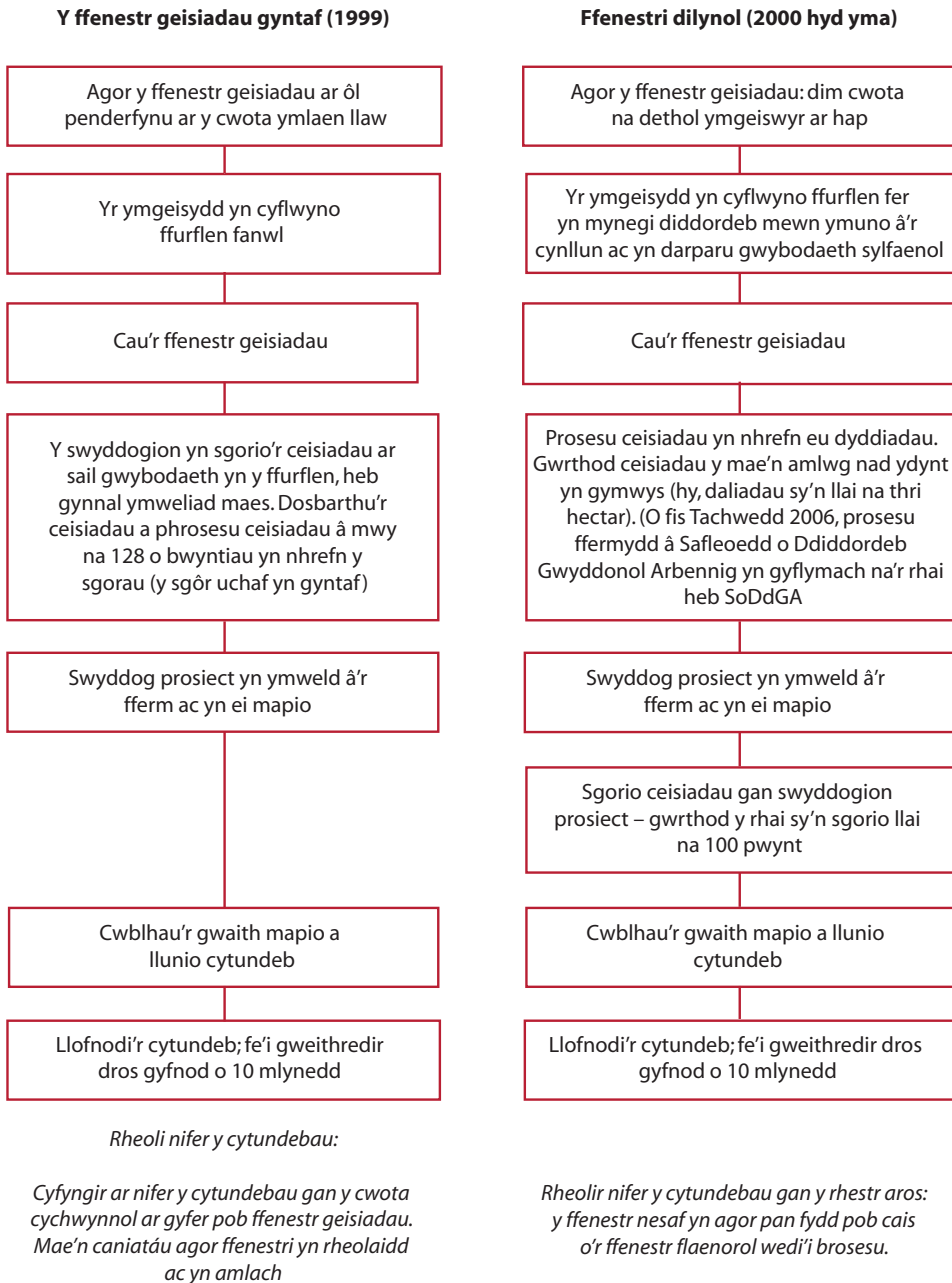 Y ffenestr geisiadau gyntaf (1999)
Agor y ffenestr geisiadau ar ôl
penderfynu ar y cwota ymlaen llaw
Yr ymgeisydd yn cyflwyno
ffurflen fanwl
Cau'r ffenestr geisiadau
Y swyddogion yn sgorio'r ceisiadau ar
sail gwybodaeth yn y ffurflen, heb
gynnal ymweliad maes. Dosbarthu'r
ceisiadau a phrosesu ceisiadau â mwy
na 128 o bwyntiau yn nhrefn y
sgorau (y sgôr uchaf yn gyntaf)
Swyddog prosiect yn ymweld â'r
fferm ac yn ei mapio
Cwblhau'r gwaith mapio a
llunio cytundeb
Llofnodi'r cytundeb; fe'i gweithredir
dros gyfnod o 10 mlynedd
Rheoli nifer y cytundebau:
Cyfyngir ar nifer y cytundebau gan y cwota
cychwynnol ar gyfer pob ffenestr geisiadau.
Mae'n caniatáu agor ffenestri yn rheolaidd
ac yn amlach
Ffenestri dilynol (2000 hyd yma)
Agor y ffenestr geisiadau: dim cwota
na dethol ymgeiswyr ar hap
Yr ymgeisydd yn cyflwyno ffurflen fer
yn mynegi diddordeb mewn ymuno â'r
cynllun ac yn darparu gwybodaeth sylfaenol
Cau'r ffenestr geisiadau
Prosesu ceisiadau yn nhrefn eu dyddiadau.
Gwrthod ceisiadau y mae'n amlwg nad ydynt
yn gymwys (hy, daliadau sy'n llai na thri
hectar). (O fis Tachwedd 2006, prosesu
ffermydd â Safleoedd o Ddiddordeb
Gwyddonol Arbennig yn gyflymach na'r rhai
heb SoDdGA
Swyddog prosiect yn ymweld â'r
fferm ac yn ei mapio
Sgorio ceisiadau gan swyddogion
prosiect – gwrthod y rhai sy'n sgorio llai
na 100 pwynt
Cwblhau'r gwaith mapio a llunio
cytundeb
Llofnodi'r cytundeb; fe'i gweithredir dros
gyfnod o 10 mlynedd
Rheolir nifer y cytundebau gan y rhestr aros:
y ffenestr nesaf yn agor pan fydd pob cais
o'r ffenestr flaenorol wedi'i brosesu.